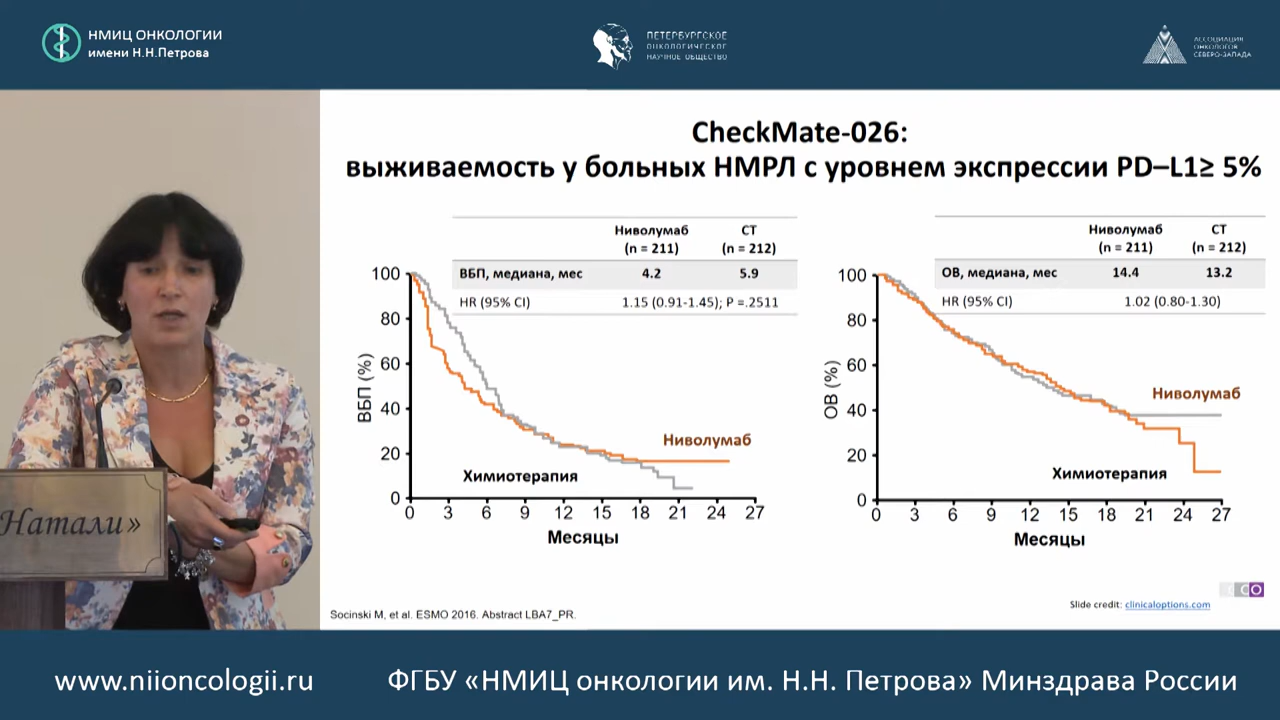 НМИЦ ОНКОЛОГИИ
имени Н.Н.Петрова
ПЕТЕРБУРГСКОЕ
ОНКОЛОГИЧЕСКОЕ
НАУЧНОЕ ОБЩЕСТВО
АССОЦИАЦИЯ
ОНКОЛОГОВ
СЕВЕРО-ЗАПАДА
CheckMate-026:
выживаемость у больных НМРЛ с уровнем экспрессии PD–L1≥ 5%
Ниволумаб СТ
(n = 211) (n = 212)
ВБП, медиана, мес 4.2 5.9
HR (95% CI) 1.15 (0.91-1.45); P =.2511
100
80
60
40
20
0
ВБП (%)
Ниволумаб
Химиотерапия
0 3 6 9 12 15 18 21 24 27
Месяцы
Ниволумаб СТ
(n = 211) (n = 212)
ОВ, медиана, мес 14.4 13.2
HR (95% CI) 1.02 (0.80-1.30)
100
80
60
40
20
0
ОВ (%)
Ниволумаб
Химиотерапия
0 3 6 9 12 15 18 21 24 27
Месяцы
Socinski M, et al. ESMO 2016. Abstract LBA7_PR.
Slide credit: clinicaloptions.com
Натали»
www.niioncologii.ru
ФГБУ «НМИЦ онкологии им. Н.Н. Петрова» Минздрава России